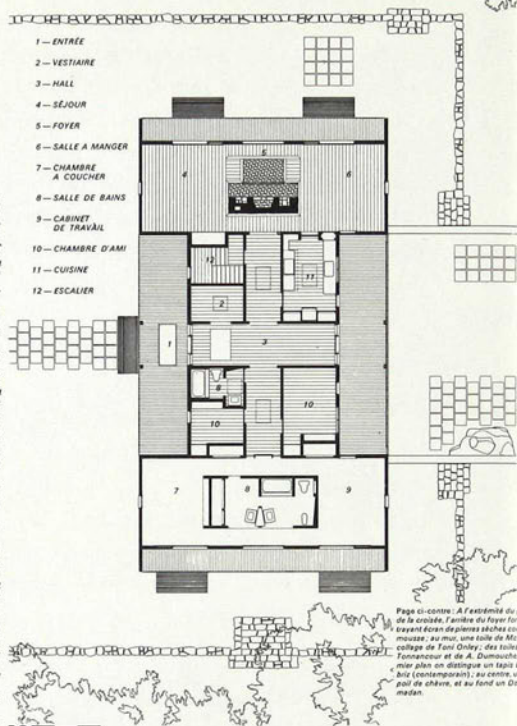 1 — ENTRÉE
2 — VESTIAIRE
3 — HALL
4 — SÉJOUR
5 — FOYER
6 — SALLE A MANGER
7 — CHAMBRE
A COUCHER
8 — SALLE DE BAINS
9 — CABINET
DE TRAVAIL
10 — CHAMBRE D'AMI
11 — CUISINE
12 — ESCALIER
5
4
6
12
11
2
1
3
8
10
10
7
8
9
Page ci-contre: A l'extrémité du
de la croisée, l'arrière du foyer for
trayant écran de pierres sèches
mousse; au mur, une toile de
collage de Toni Onley; des
Tonnancour et de A.
mier plan on distingue un tapis
briz (contemporain); au centre,
poil de chèvre, et au fond un
madan.